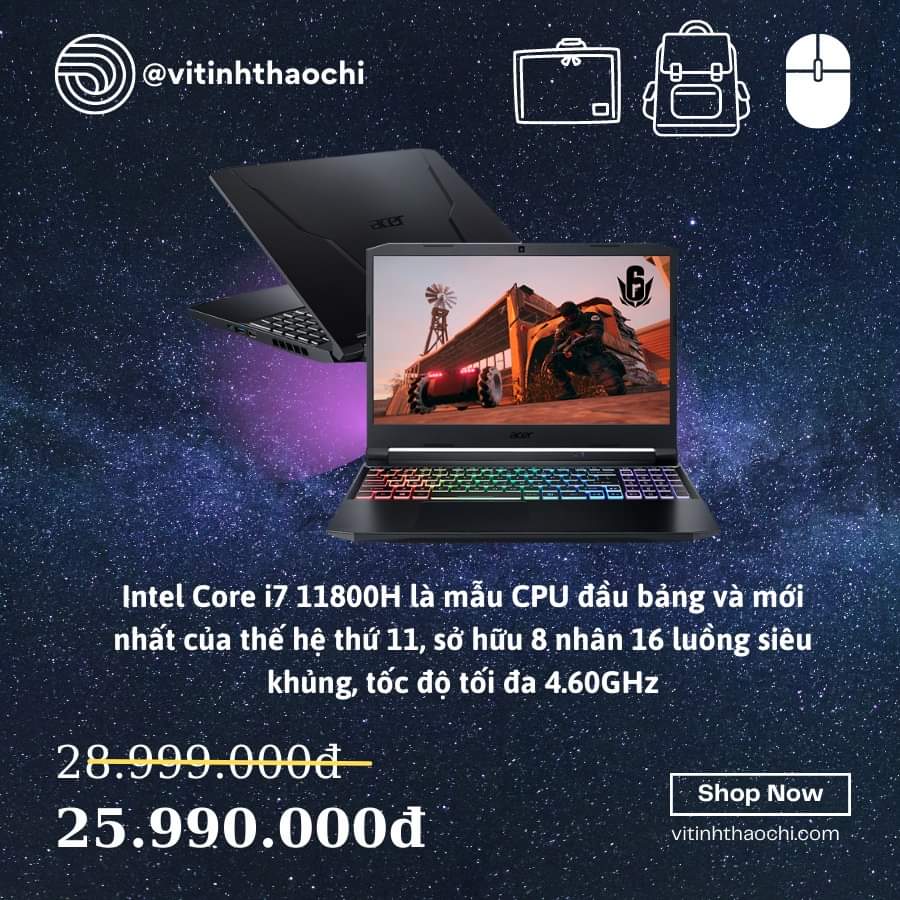 @vitinhthaochi
acer
6
acer
Intel Core i7 11800H là mẫu CPU đầu bảng và mới
nhất của thế hệ thứ 11, sở hữu 8 nhân 16 luồng siêu
khủng, tốc độ tối đa 4.60GHz
28.999.000đ
25.990.000đ
Shop Now
vitinhthaochi.com